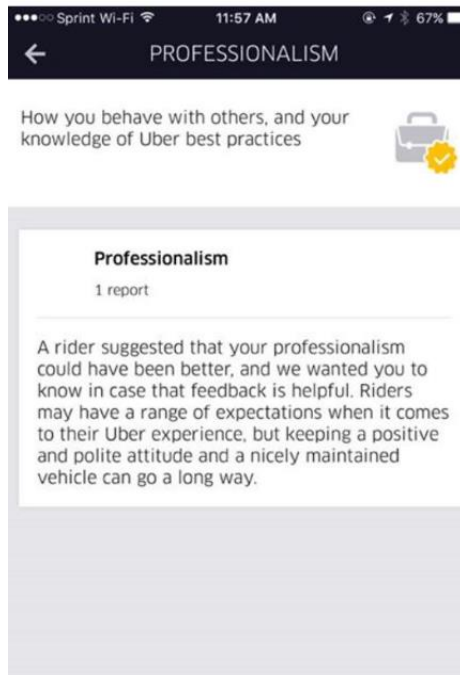 Sprint Wi-Fi 11:57 AM 67%
PROFESSIONALISM
How you behave with others, and your
knowledge of Uber best practices
Professionalism
1 report
A rider suggested that your professionalism
could have been better, and we wanted you to
know in case that feedback is helpful. Riders
may have a range of expectations when it comes
to their Uber experience, but keeping a positive
and polite attitude and a nicely maintained
vehicle can go a long way.